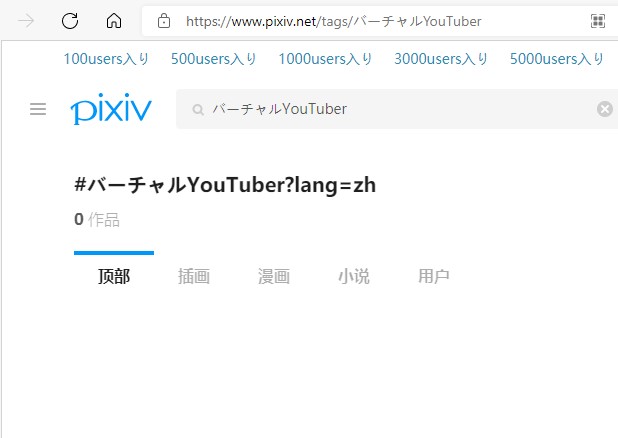 https://www.pixiv.net/tags/バーチャルYouTuber
100users入り 500users入り 1000users入り 3000users入り 5000users入り
pixiv バーチャルYouTuber
#バーチャルYouTuber?lang=zh
0 作品
顶部 插画 漫画 小说 用户